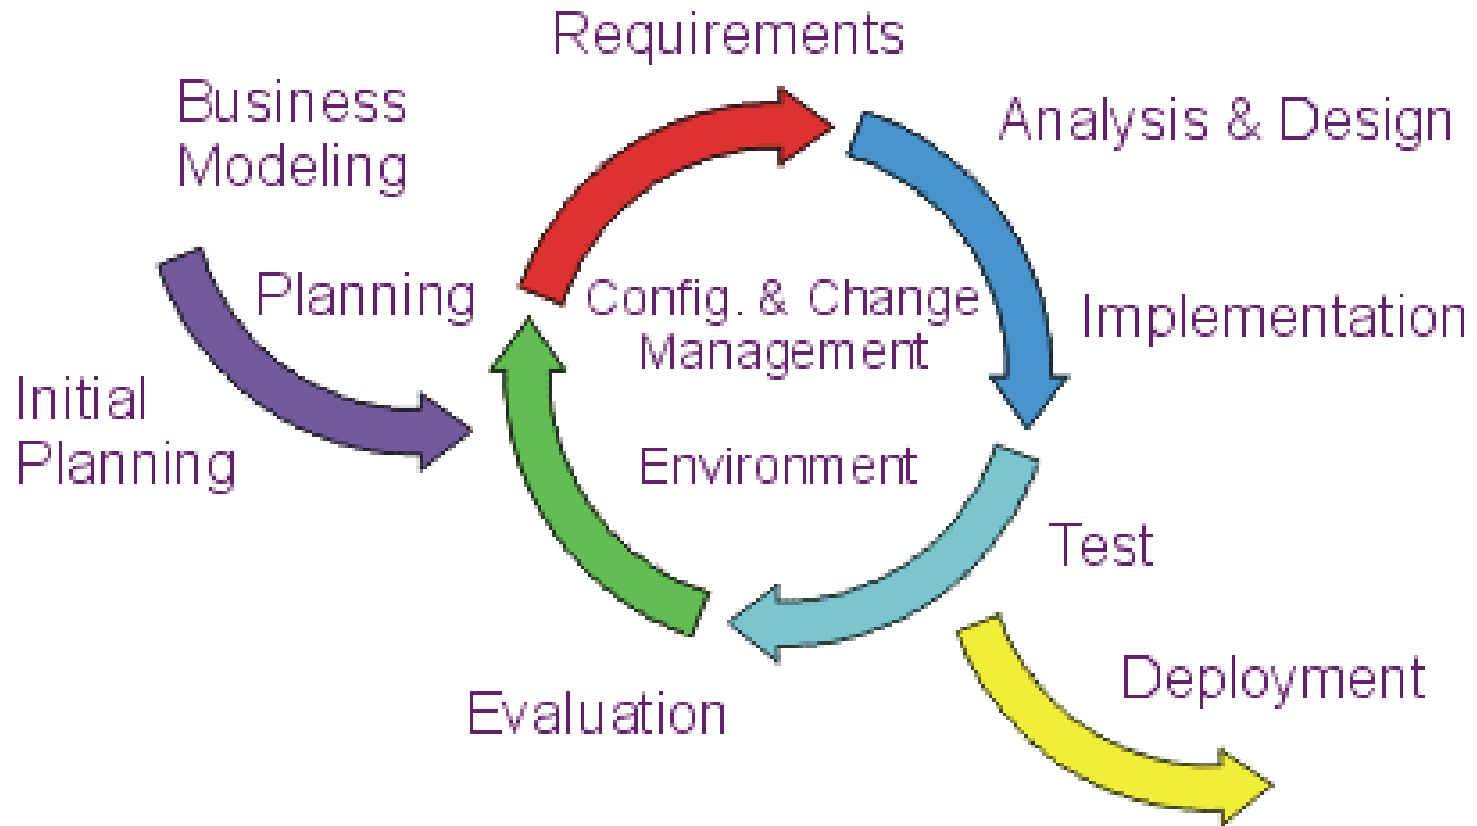 Requirements
Business
Modeling
Analysis & Design
Planning
Config. & Change
Management
Implementation
Initial
Planning
Environment
Test
Deployment
Evaluation